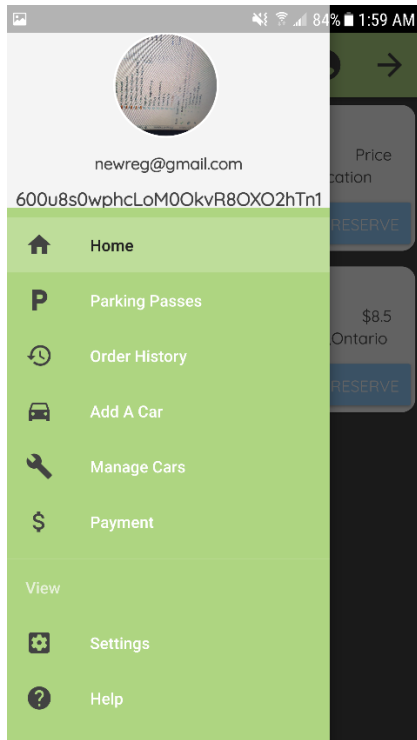 84% 1:59 AM
newreg@gmail.com
600u8s0wphcLoM0OkvR8OXO2hTn1
Home
P Parking Passes
Order History
Add A Car
Manage Cars
$ Payment
View
Settings
? Help
Price
cation
RESERVE
$8.5
,Ontario
RESERVE